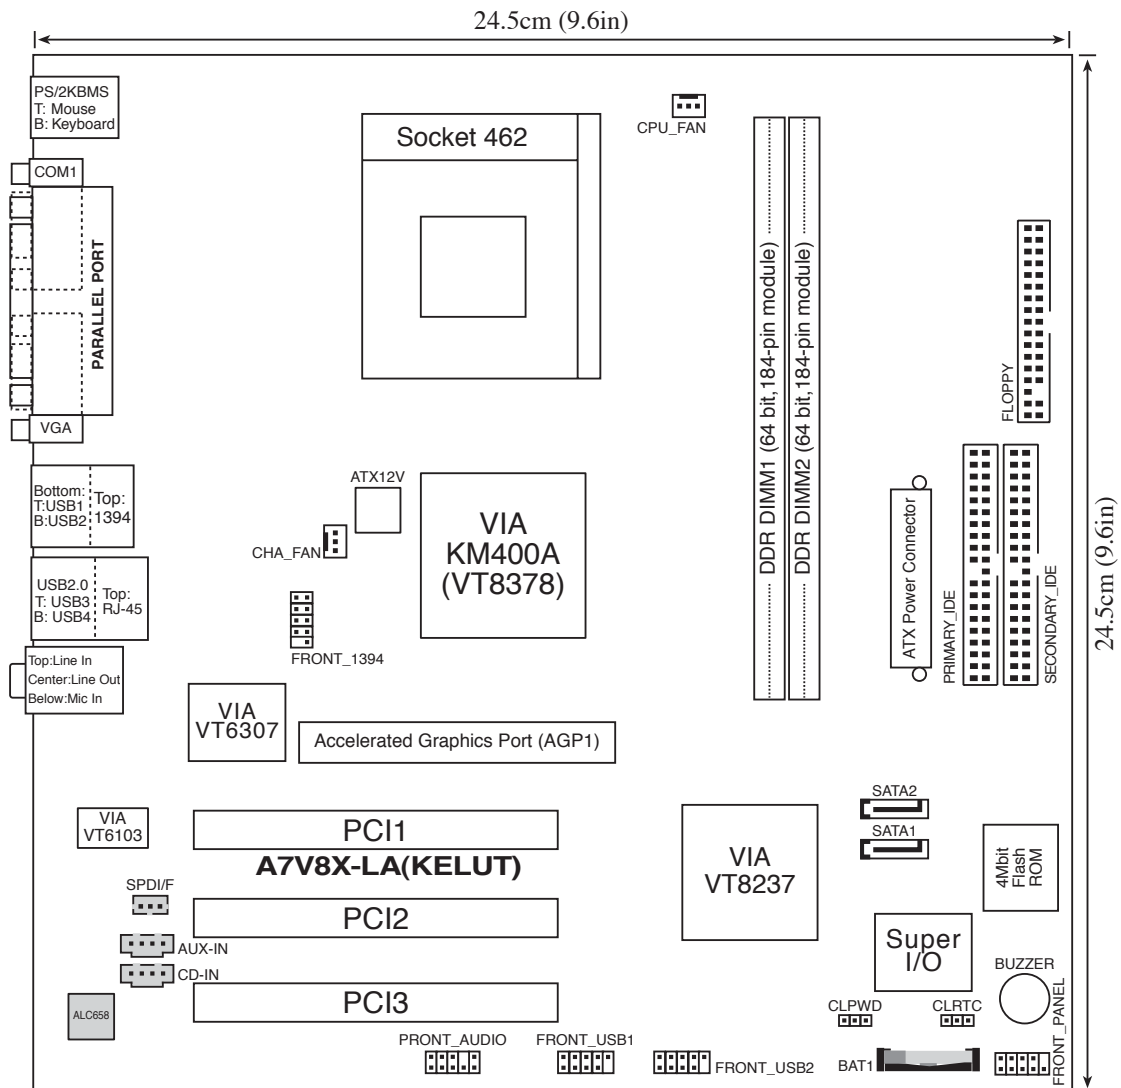 24.5cm (9.6in)
PS/2KBMS
T: Mouse
B: Keyboard
CPU_FAN
Socket 462
COM1
PARALLEL PORT
VGA
DDR DIMM1 (64 bit,184-pin module)
DDR DIMM2 (64 bit,184-pin module)
FLOPPY
24.5cm (9.6in)
Bottom:
T:USB1
B:USB2
Top:
1394
ATX12V
CHA_FAN
VIA
KM400A
(VT8378)
ATX Power Connector
PRIMARY_IDE
SECONDARY_IDE
USB2.0
T: USB3
B: USB4
Top:
RJ-45
FRONT_1394
Top:Line In
Center:Line Out
Below:Mic In
VIA
VT6307
Accelerated Graphics Port (AGP1)
VIA
VT6103
PCI1
A7V8X-LA(KELUT)
VIA
VT8237
SATA2
SATA1
4Mbit
Flash
ROM
SPDI/F
PCI2
AUX-IN
CD-IN
Super
I/O
BUZZER
ALC658
PCI3
CLPWD
CLRTC
PRONT_AUDIO
FRONT_USB1
FRONT_USB2
BAT1
FRONT_PANEL